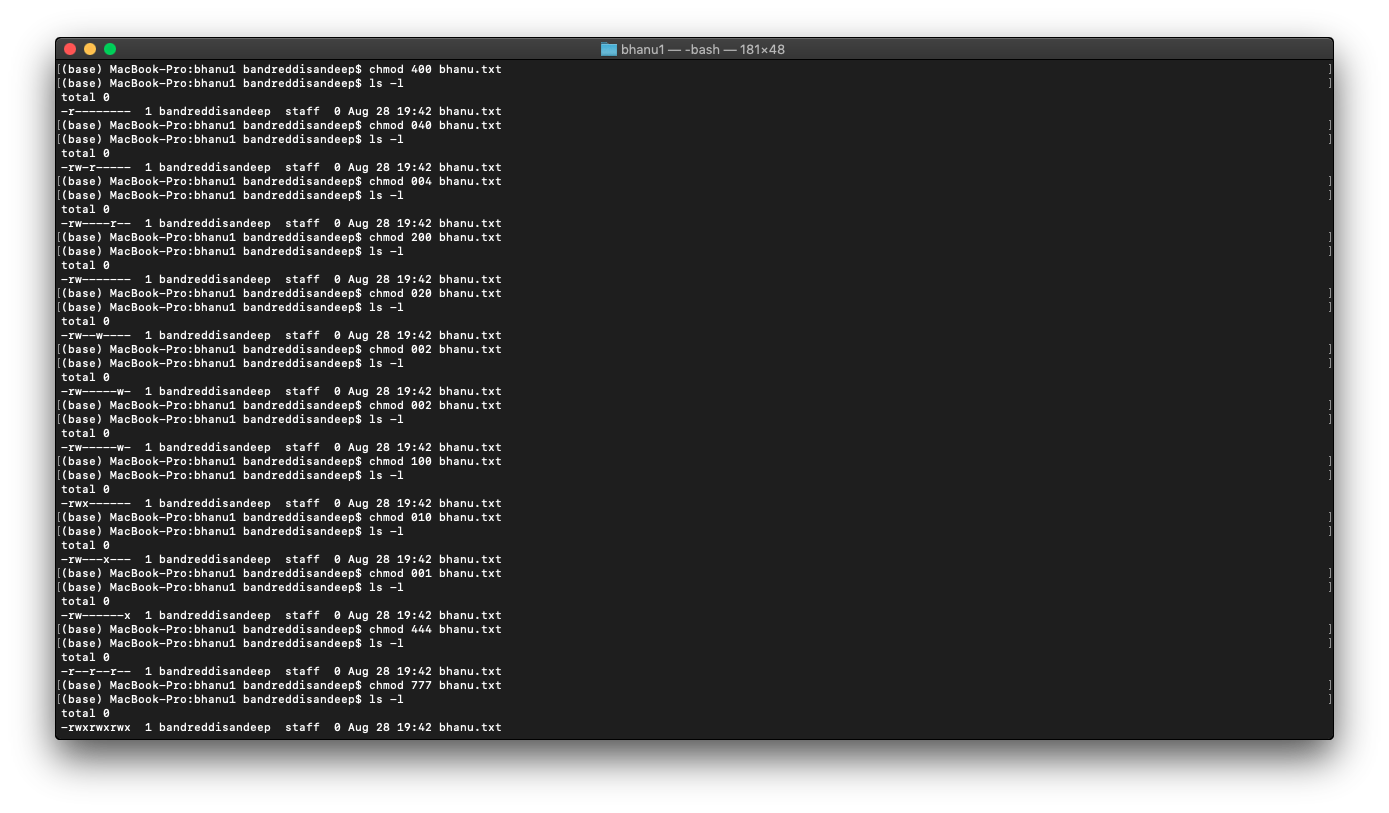 bhanu1 — -bash — 181×48
[(base) MacBook-Pro:bhanu1 bandreddisandeep$ chmod 400 bhanu.txt ]
[(base) MacBook-Pro:bhanu1 bandreddisandeep$ ls -l ]
total 0
-r-------- 1 bandreddisandeep staff 0 Aug 28 19:42 bhanu.txt
[(base) MacBook-Pro:bhanu1 bandreddisandeep$ chmod 040 bhanu.txt ]
[(base) MacBook-Pro:bhanu1 bandreddisandeep$ ls -l ]
total 0
-rw-r----- 1 bandreddisandeep staff 0 Aug 28 19:42 bhanu.txt
[(base) MacBook-Pro:bhanu1 bandreddisandeep$ chmod 004 bhanu.txt ]
[(base) MacBook-Pro:bhanu1 bandreddisandeep$ ls -l ]
total 0
-rw----r-- 1 bandreddisandeep staff 0 Aug 28 19:42 bhanu.txt
[(base) MacBook-Pro:bhanu1 bandreddisandeep$ chmod 200 bhanu.txt ]
[(base) MacBook-Pro:bhanu1 bandreddisandeep$ ls -l ]
total 0
-rw------- 1 bandreddisandeep staff 0 Aug 28 19:42 bhanu.txt
[(base) MacBook-Pro:bhanu1 bandreddisandeep$ chmod 020 bhanu.txt ]
[(base) MacBook-Pro:bhanu1 bandreddisandeep$ ls -l ]
total 0
-rw--w---- 1 bandreddisandeep staff 0 Aug 28 19:42 bhanu.txt
[(base) MacBook-Pro:bhanu1 bandreddisandeep$ chmod 002 bhanu.txt ]
[(base) MacBook-Pro:bhanu1 bandreddisandeep$ ls -l ]
total 0
-rw-----w- 1 bandreddisandeep staff 0 Aug 28 19:42 bhanu.txt
[(base) MacBook-Pro:bhanu1 bandreddisandeep$ chmod 002 bhanu.txt ]
[(base) MacBook-Pro:bhanu1 bandreddisandeep$ ls -l ]
total 0
-rw-----w- 1 bandreddisandeep staff 0 Aug 28 19:42 bhanu.txt
[(base) MacBook-Pro:bhanu1 bandreddisandeep$ chmod 100 bhanu.txt ]
[(base) MacBook-Pro:bhanu1 bandreddisandeep$ ls -l ]
total 0
-rwx------ 1 bandreddisandeep staff 0 Aug 28 19:42 bhanu.txt
[(base) MacBook-Pro:bhanu1 bandreddisandeep$ chmod 010 bhanu.txt ]
[(base) MacBook-Pro:bhanu1 bandreddisandeep$ ls -l ]
total 0
-rw---x--- 1 bandreddisandeep staff 0 Aug 28 19:42 bhanu.txt
[(base) MacBook-Pro:bhanu1 bandreddisandeep$ chmod 001 bhanu.txt ]
[(base) MacBook-Pro:bhanu1 bandreddisandeep$ ls -l ]
total 0
-rw------x 1 bandreddisandeep staff 0 Aug 28 19:42 bhanu.txt
[(base) MacBook-Pro:bhanu1 bandreddisandeep$ chmod 444 bhanu.txt ]
[(base) MacBook-Pro:bhanu1 bandreddisandeep$ ls -l ]
total 0
-r--r--r-- 1 bandreddisandeep staff 0 Aug 28 19:42 bhanu.txt
[(base) MacBook-Pro:bhanu1 bandreddisandeep$ chmod 777 bhanu.txt ]
[(base) MacBook-Pro:bhanu1 bandreddisandeep$ ls -l ]
total 0
-rwxrwxrwx 1 bandreddisandeep staff 0 Aug 28 19:42 bhanu.txt